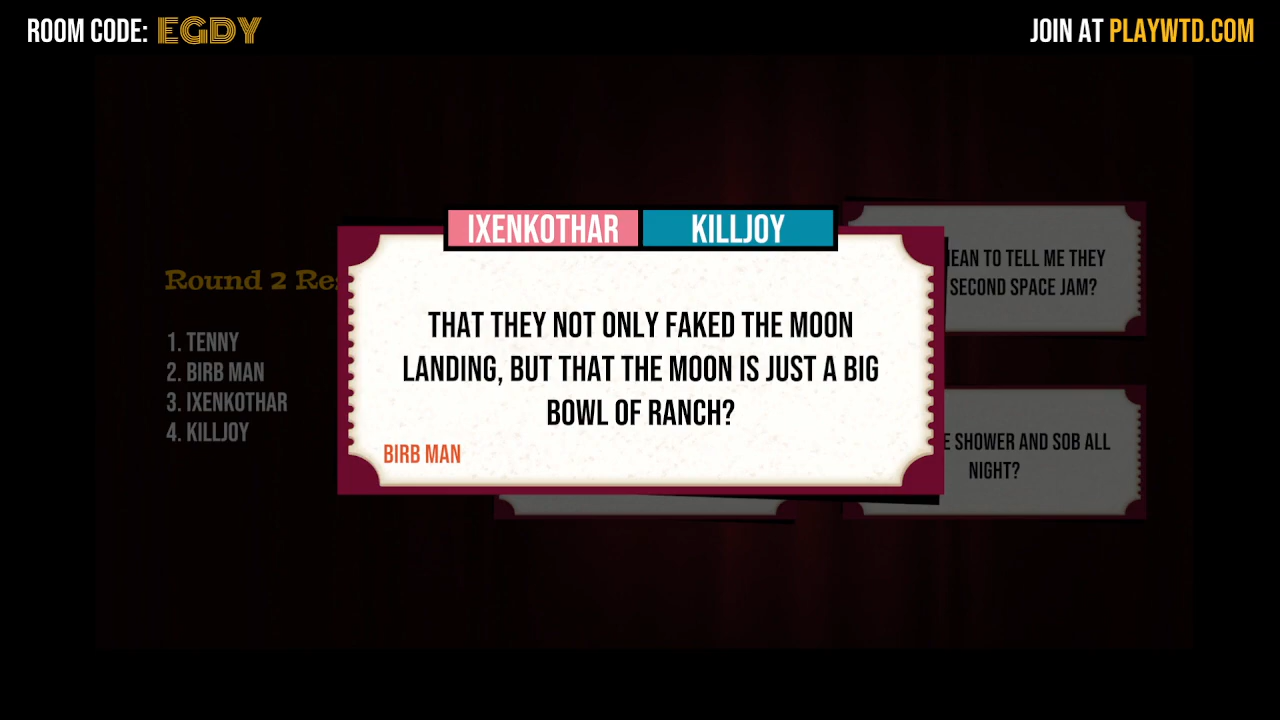 ROOM CODE: EGDY
JOIN AT PLAYWTD.COM
IXENKOTHAR
KILLJOY
THAT THEY NOT ONLY FAKED THE MOON
LANDING, BUT THAT THE MOON IS JUST A BIG
BOWL OF RANCH?
BIRB MAN
Round 2
1. TENNY
2. BIRB MAN
3. IXENKOTHAR
4. KILLJOY
TO TELL ME THEY
SECOND SPACE JAM?
SHOWER AND SOB ALL
NIGHT?